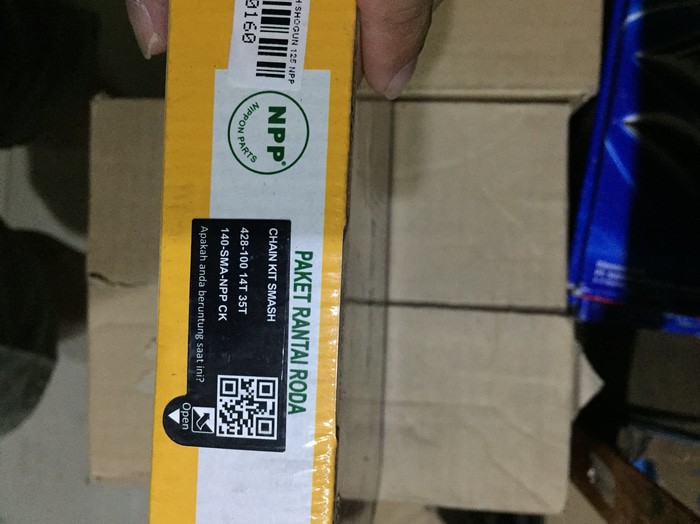 SHOGUN 125 NPP
0160
NPP
NIPPON PARTS
PAKET RANTAI RODA
CHAIN KIT SMASH
428-100 14T 35T
140-SMA-NPP CK
Apakah anda beruntung saat ini?
Open